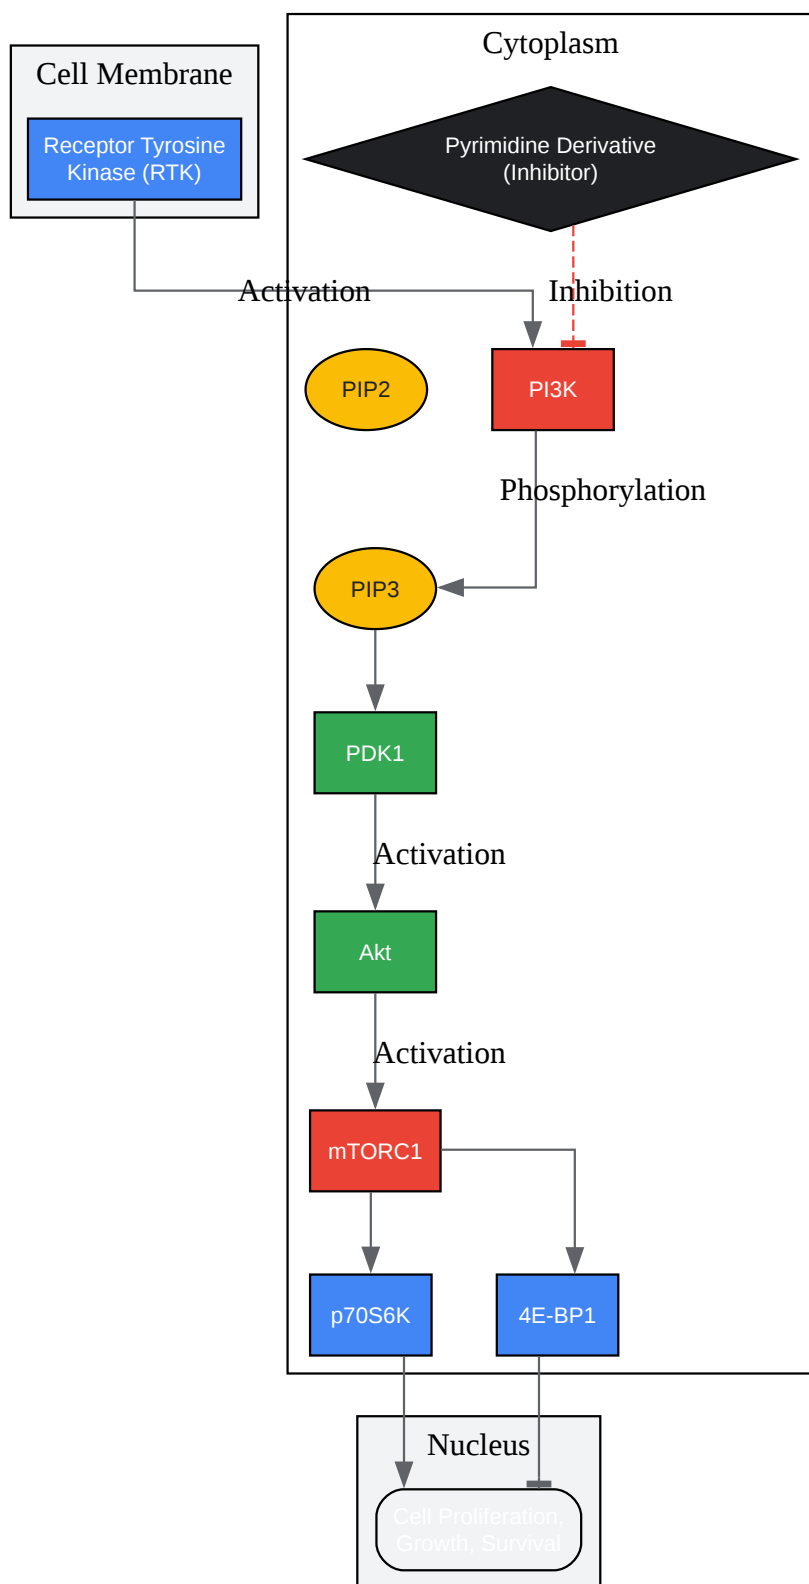 Cytoplasm
Cell Membrane
Receptor Tyrosine
Kinase (RTK)
Pyrimidine Derivative
(Inhibitor)
Activation
Inhibition
PIP2
PI3K
Phosphorylation
PIP3
PDK1
Activation
Akt
Activation
mTORC1
p70S6K
4E-BP1
Nucleus
Cell Proliferation,
Growth, Survival